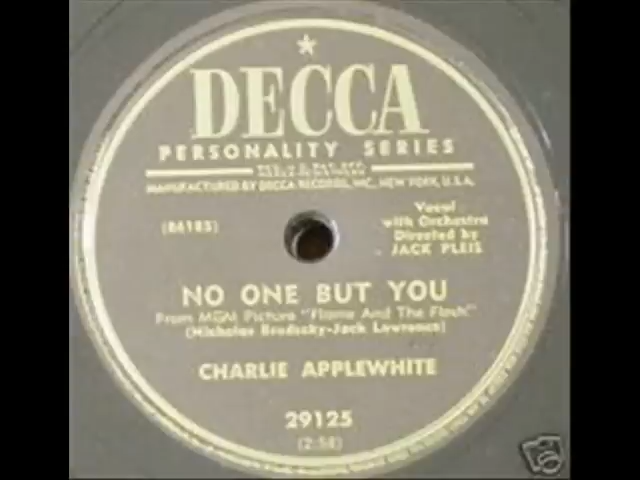 DECCA
PERSONALITY SERIES
MANUFACTURED BY DECCA RECORDS, INC., NEW YORK, U.S.A.
Vocal
with Orchestra
(86185)
Directed by
JACK PLEIS
NO ONE BUT YOU
From MGM Picture "Flame And The Flesh"
(Nicholas Brodszky-Jack Lawrence)
CHARLIE APPLEWHITE
29125
(2:58)